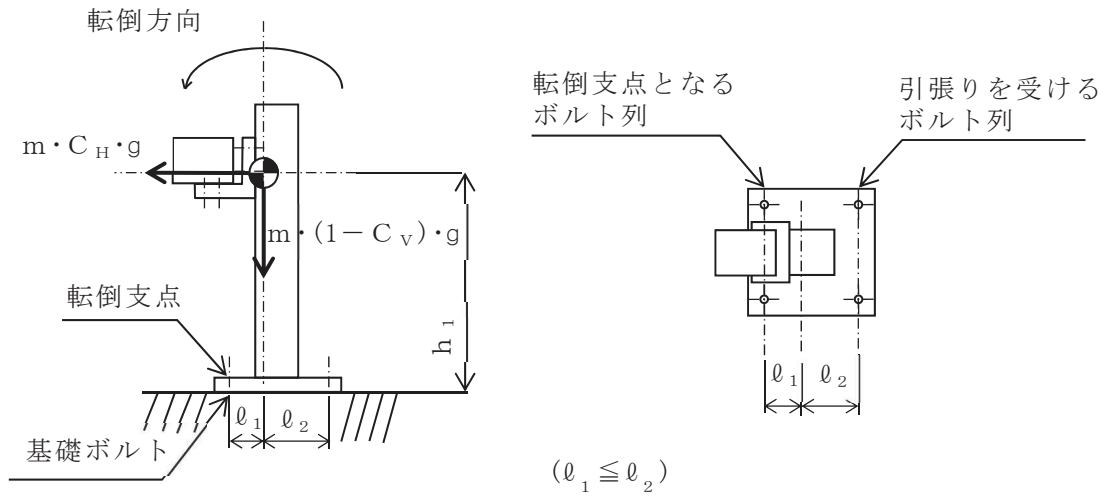 転倒方向
m・C_H・g
m・(1－C_V)・g
転倒支点
h_1
ℓ_1 ℓ_2
基礎ボルト
転倒支点となる
ボルト列
引張りを受ける
ボルト列
ℓ_1 ℓ_2
(ℓ_1≦ℓ_2)